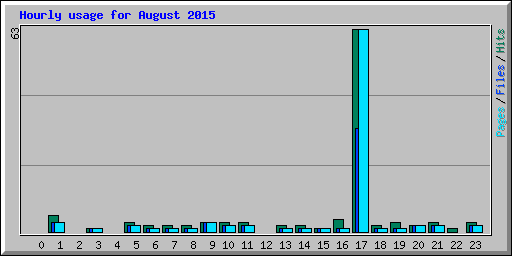 Hourly usage for August 2015
63
Pages/Files/Hits
0 1 2 3 4 5 6 7 8 9 10 11 12 13 14 15 16 17 18 19 20 21 22 23